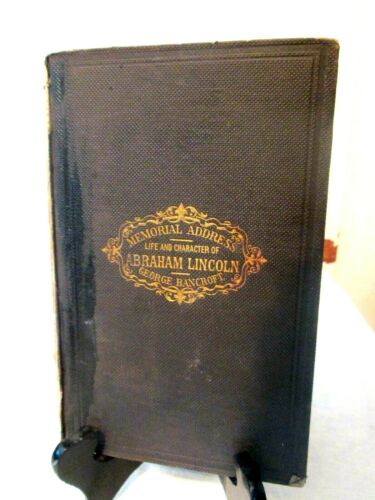 MEMORIAL ADDRESS
LIFE AND CHARACTER OF
ABRAHAM LINCOLN
GEORGE BANCROFT